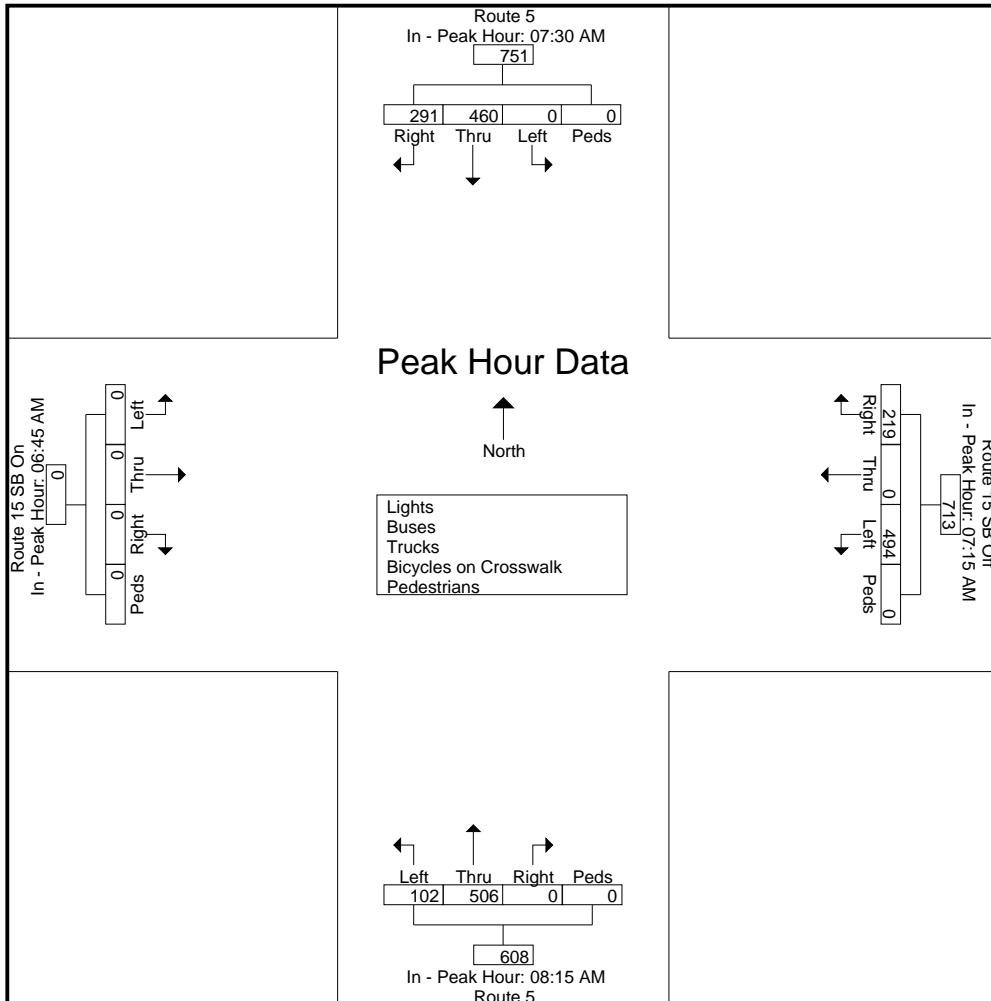 Route 5
In - Peak Hour: 07:30 AM
751
291 460 0 0
Right Thru Left Peds
Peak Hour Data
North
Lights
Buses
Trucks
Bicycles on Crosswalk
Pedestrians
Route 15 SB On
In - Peak Hour: 06:45 AM
0
0 0 0 0
Left Thru Right Peds
Route 15 SB Off
In - Peak Hour: 07:15 AM
713
219 0 494 0
Right Thru Left Peds
Left Thru Right Peds
102 506 0 0
608
In - Peak Hour: 08:15 AM
Route 5